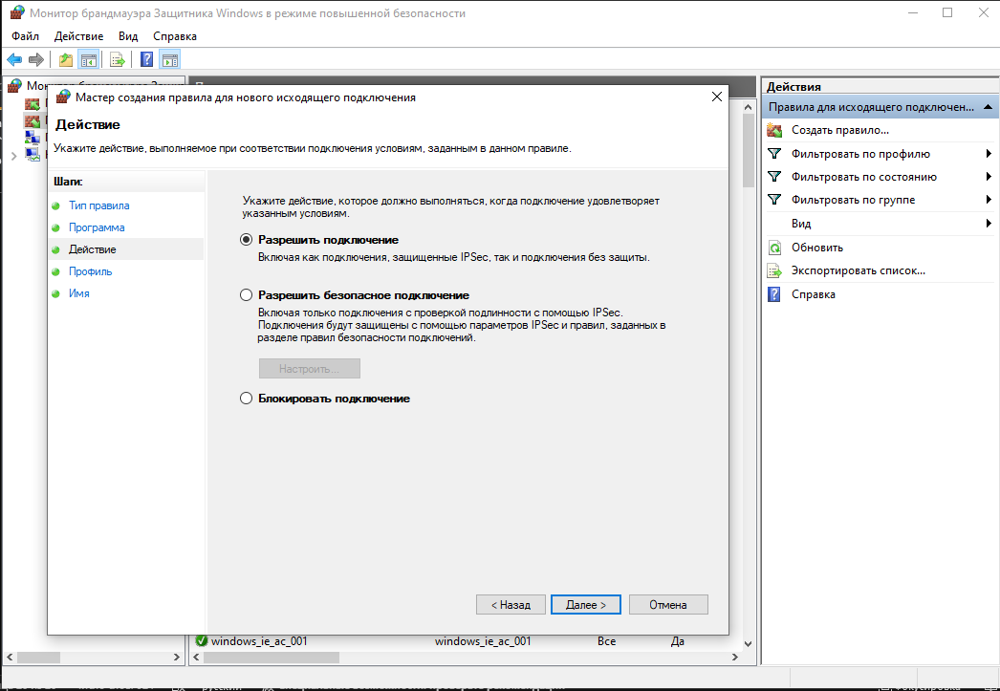 Монитор брандмауэра Защитника Windows в режиме повышенной безопасности
Файл Действие Вид Справка
Мастер создания правила для нового исходящего подключения
Действие
Укажите действие, выполняемое при соответствии подключения условиям, заданным в данном правиле.
Шаги:
Тип правила
Программа
Действие
Профиль
Имя
Укажите действие, которое должно выполняться, когда подключение удовлетворяет
указанным условиям.
Разрешить подключение
Включая как подключения, защищенные IPSec, так и подключения без защиты.
Разрешить безопасное подключение
Включая только подключения с проверкой подлинности с помощью IPSec.
Подключения будут защищены с помощью параметров IPSec и правил, заданных в
разделе правил безопасности подключений.
Настроить...
Блокировать подключение
< Назад Далее > Отмена
windows_ie_ac_001 windows_ie_ac_001 Все Да
Действия
Правила для исходящего подключен...
Создать правило...
Фильтровать по профилю
Фильтровать по состоянию
Фильтровать по группе
Вид
Обновить
Экспортировать список...
Справка